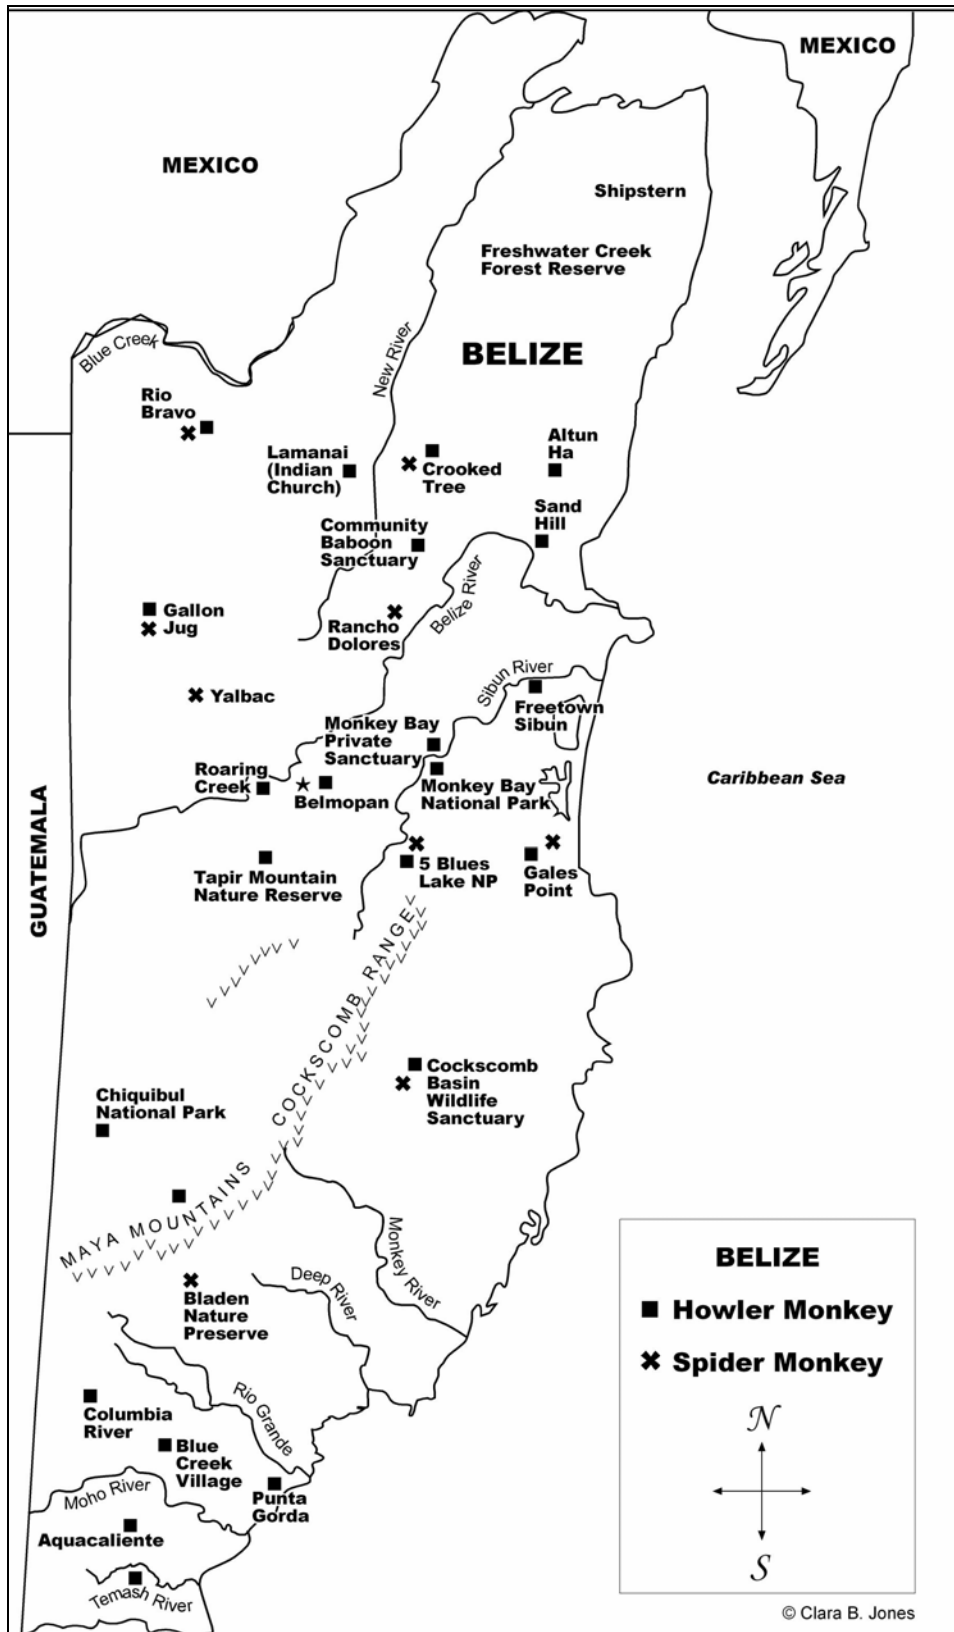 MEXICO
MEXICO
Shipstern
Freshwater Creek
Forest Reserve
Blue Creek
New River
BELIZE
Rio
Bravo
Lamanai
(Indian
Church)
Crooked
Tree
Altun
Ha
Sand
Hill
Community
Baboon
Sanctuary
Belize River
Gallon
Jug
Rancho
Dolores
Sibun River
Yalbac
Freetown
Sibun
Monkey Bay
Private
Sanctuary
Roaring
Creek
Belmopan
Monkey Bay
National Park
Caribbean Sea
GUATEMALA
Tapir Mountain
Nature Reserve
5 Blues
Lake NP
Gales
Point
COCKSCOMB RANGE
Cockscomb
Basin
Wildlife
Sanctuary
Chiquibul
National Park
MAYA MOUNTAINS
Monkey River
Deep River
Bladen
Nature
Preserve
Rio Grande
Columbia
River
Blue
Creek
Village
Moho River
Punta
Gorda
Aquacaliente
Temash River
BELIZE
Howler Monkey
Spider Monkey
N
S
© Clara B. Jones